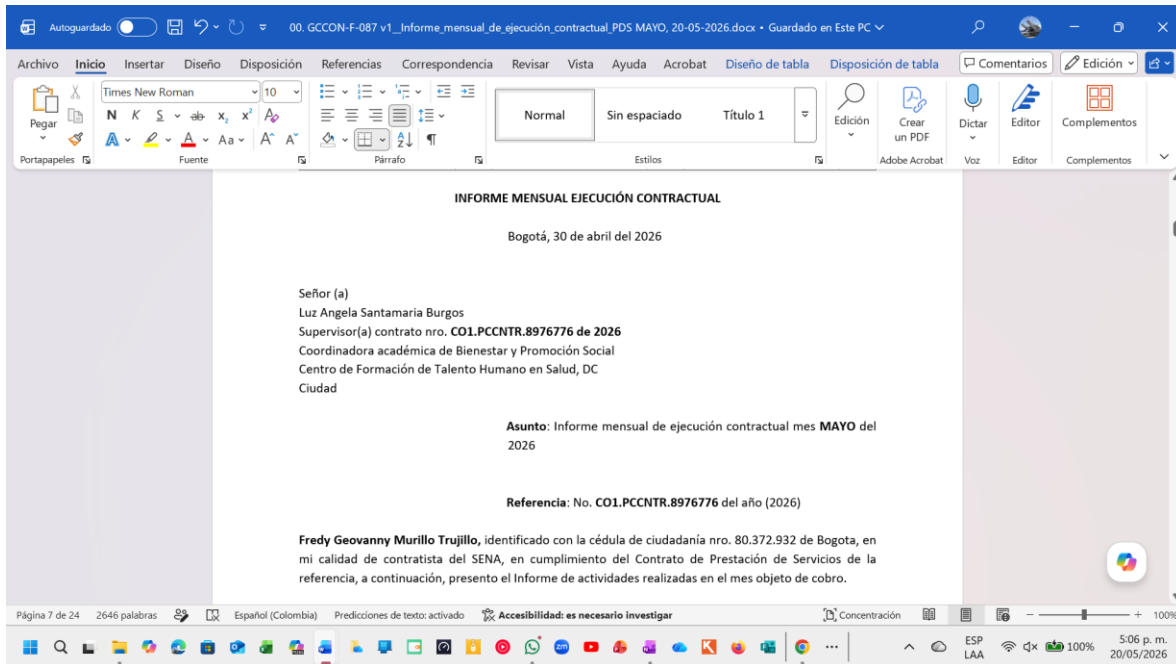 Autoguardado
00. GCCON-F-087 v1__Informe_mensual_de_ejecución_contractual_PDS MAYO, 20-05-2026.docx • Guardado en Este PC
Archivo Inicio Insertar Diseño Disposición Referencias Correspondencia Revisar Vista Ayuda Acrobat Diseño de tabla Disposición de tabla Comentarios Edición
Times New Roman 10
Pegar
N K S ab x₂ x² A
A A Aa A A
Normal Sin espaciado Título 1
Edición
Crear un PDF
Dictar
Editor
Complementos
Portapapeles Fuente Párrafo Estilos Adobe Acrobat Voz Editor Complementos
INFORME MENSUAL EJECUCIÓN CONTRACTUAL
Bogotá, 30 de abril del 2026
Señor (a)
Luz Angela Santamaria Burgos
Supervisor(a) contrato nro. CO1.PCCNTR.8976776 de 2026
Coordinadora académica de Bienestar y Promoción Social
Centro de Formación de Talento Humano en Salud, DC
Ciudad
Asunto: Informe mensual de ejecución contractual mes MAYO del
2026
Referencia: No. CO1.PCCNTR.8976776 del año (2026)
Fredy Geovanny Murillo Trujillo, identificado con la cédula de ciudadanía nro. 80.372.932 de Bogota, en
mi calidad de contratista del SENA, en cumplimiento del Contrato de Prestación de Servicios de la
referencia, a continuación, presento el Informe de actividades realizadas en el mes objeto de cobro.
Página 7 de 24 2646 palabras Español (Colombia) Predicciones de texto: activado Accesibilidad: es necesario investigar Concentración 100%
ESP
LAA
100%
5:06 p. m.
20/05/2026